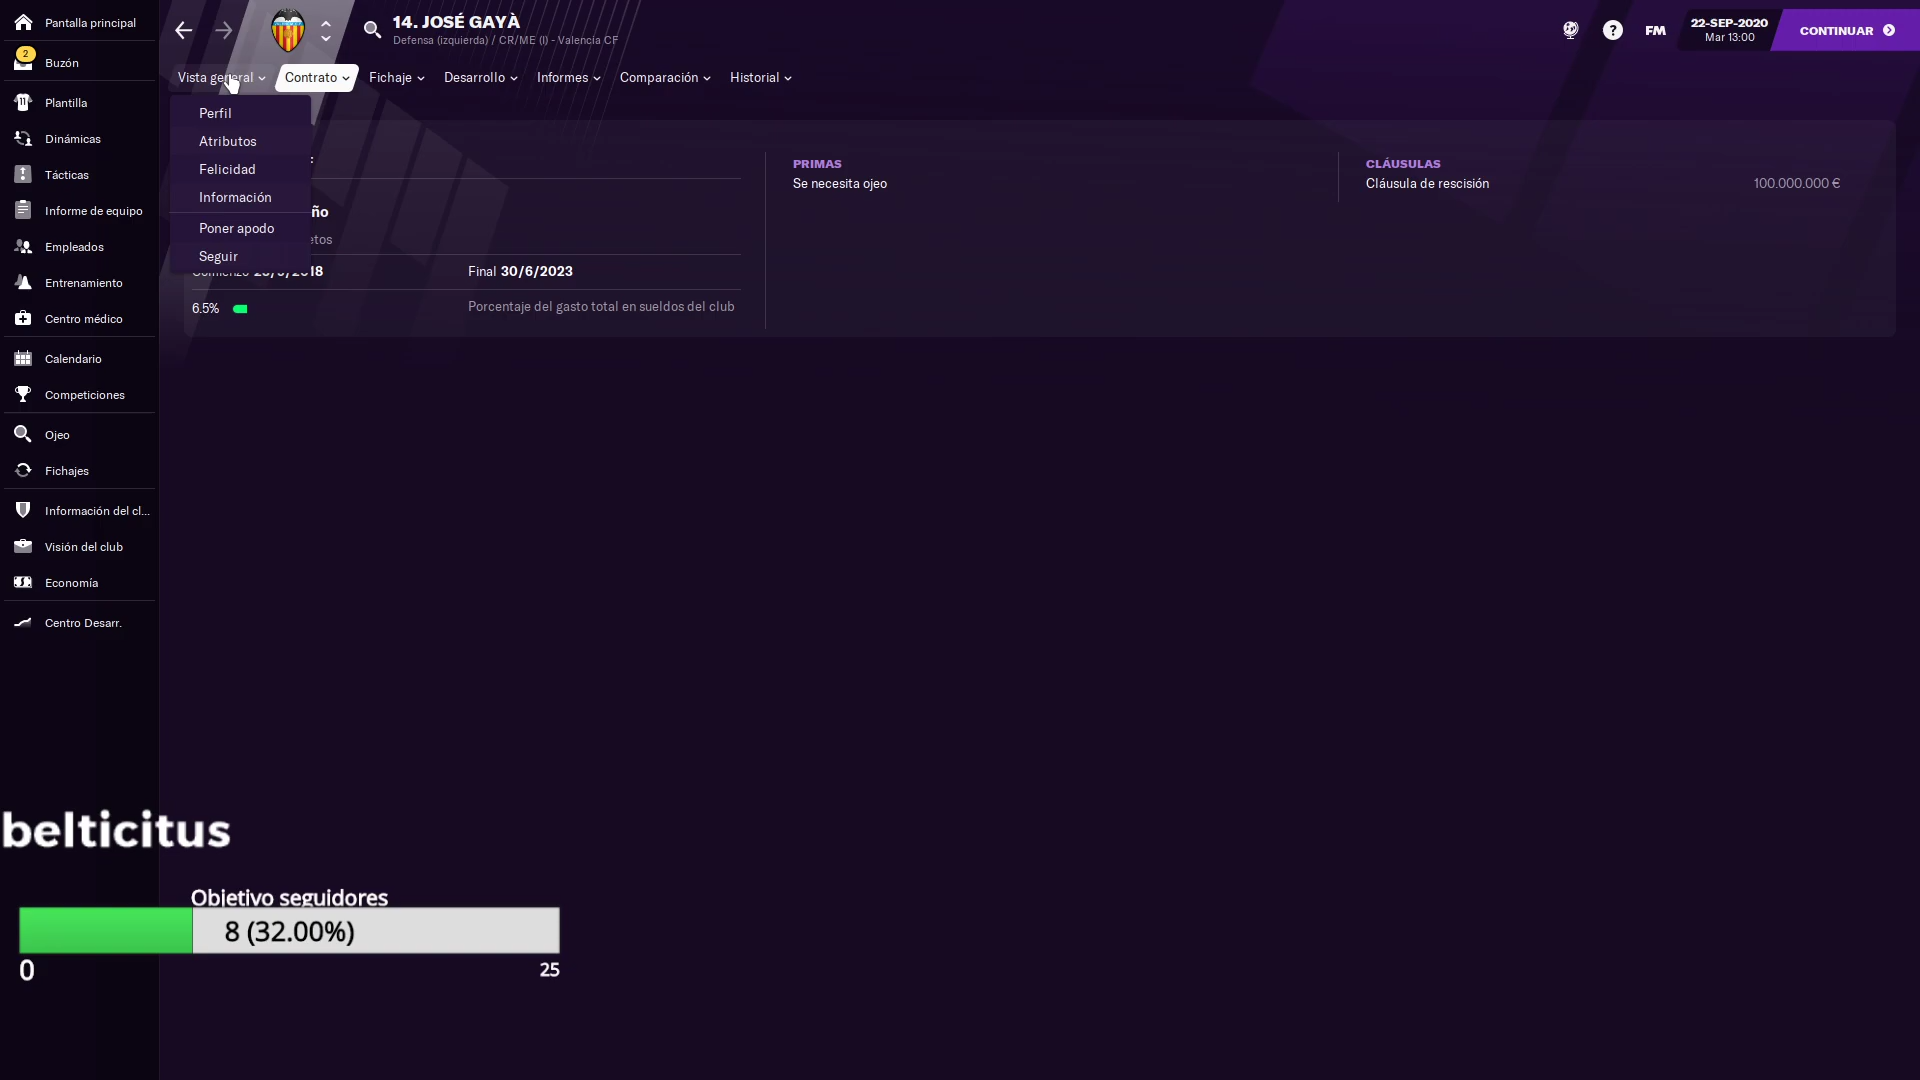 Pantalla principal
2
Buzón
Plantilla
Dinámicas
Tácticas
Informe de equipo
Empleados
Entrenamiento
Centro médico
Calendario
Competiciones
Ojeo
Fichajes
Información del cl...
Visión del club
Economía
Centro Desarr.
14. JOSÉ GAYÀ
Defensa (izquierda) / CR/ME (I) - Valencia CF
FM
22-SEP-2020
Mar 13:00
CONTINUAR
Vista general
Contrato
Fichaje
Desarrollo
Informes
Comparación
Historial
Perfil
Atributos
Felicidad
Información
Poner apodo
Seguir
ño
etos
Final 30/6/2023
6.5%
Porcentaje del gasto total en sueldos del club
PRIMAS
Se necesita ojeo
CLÁUSULAS
Cláusula de rescisión 100.000.000 €
belticitus
Objetivo seguidores
8 (32.00%)
0 25